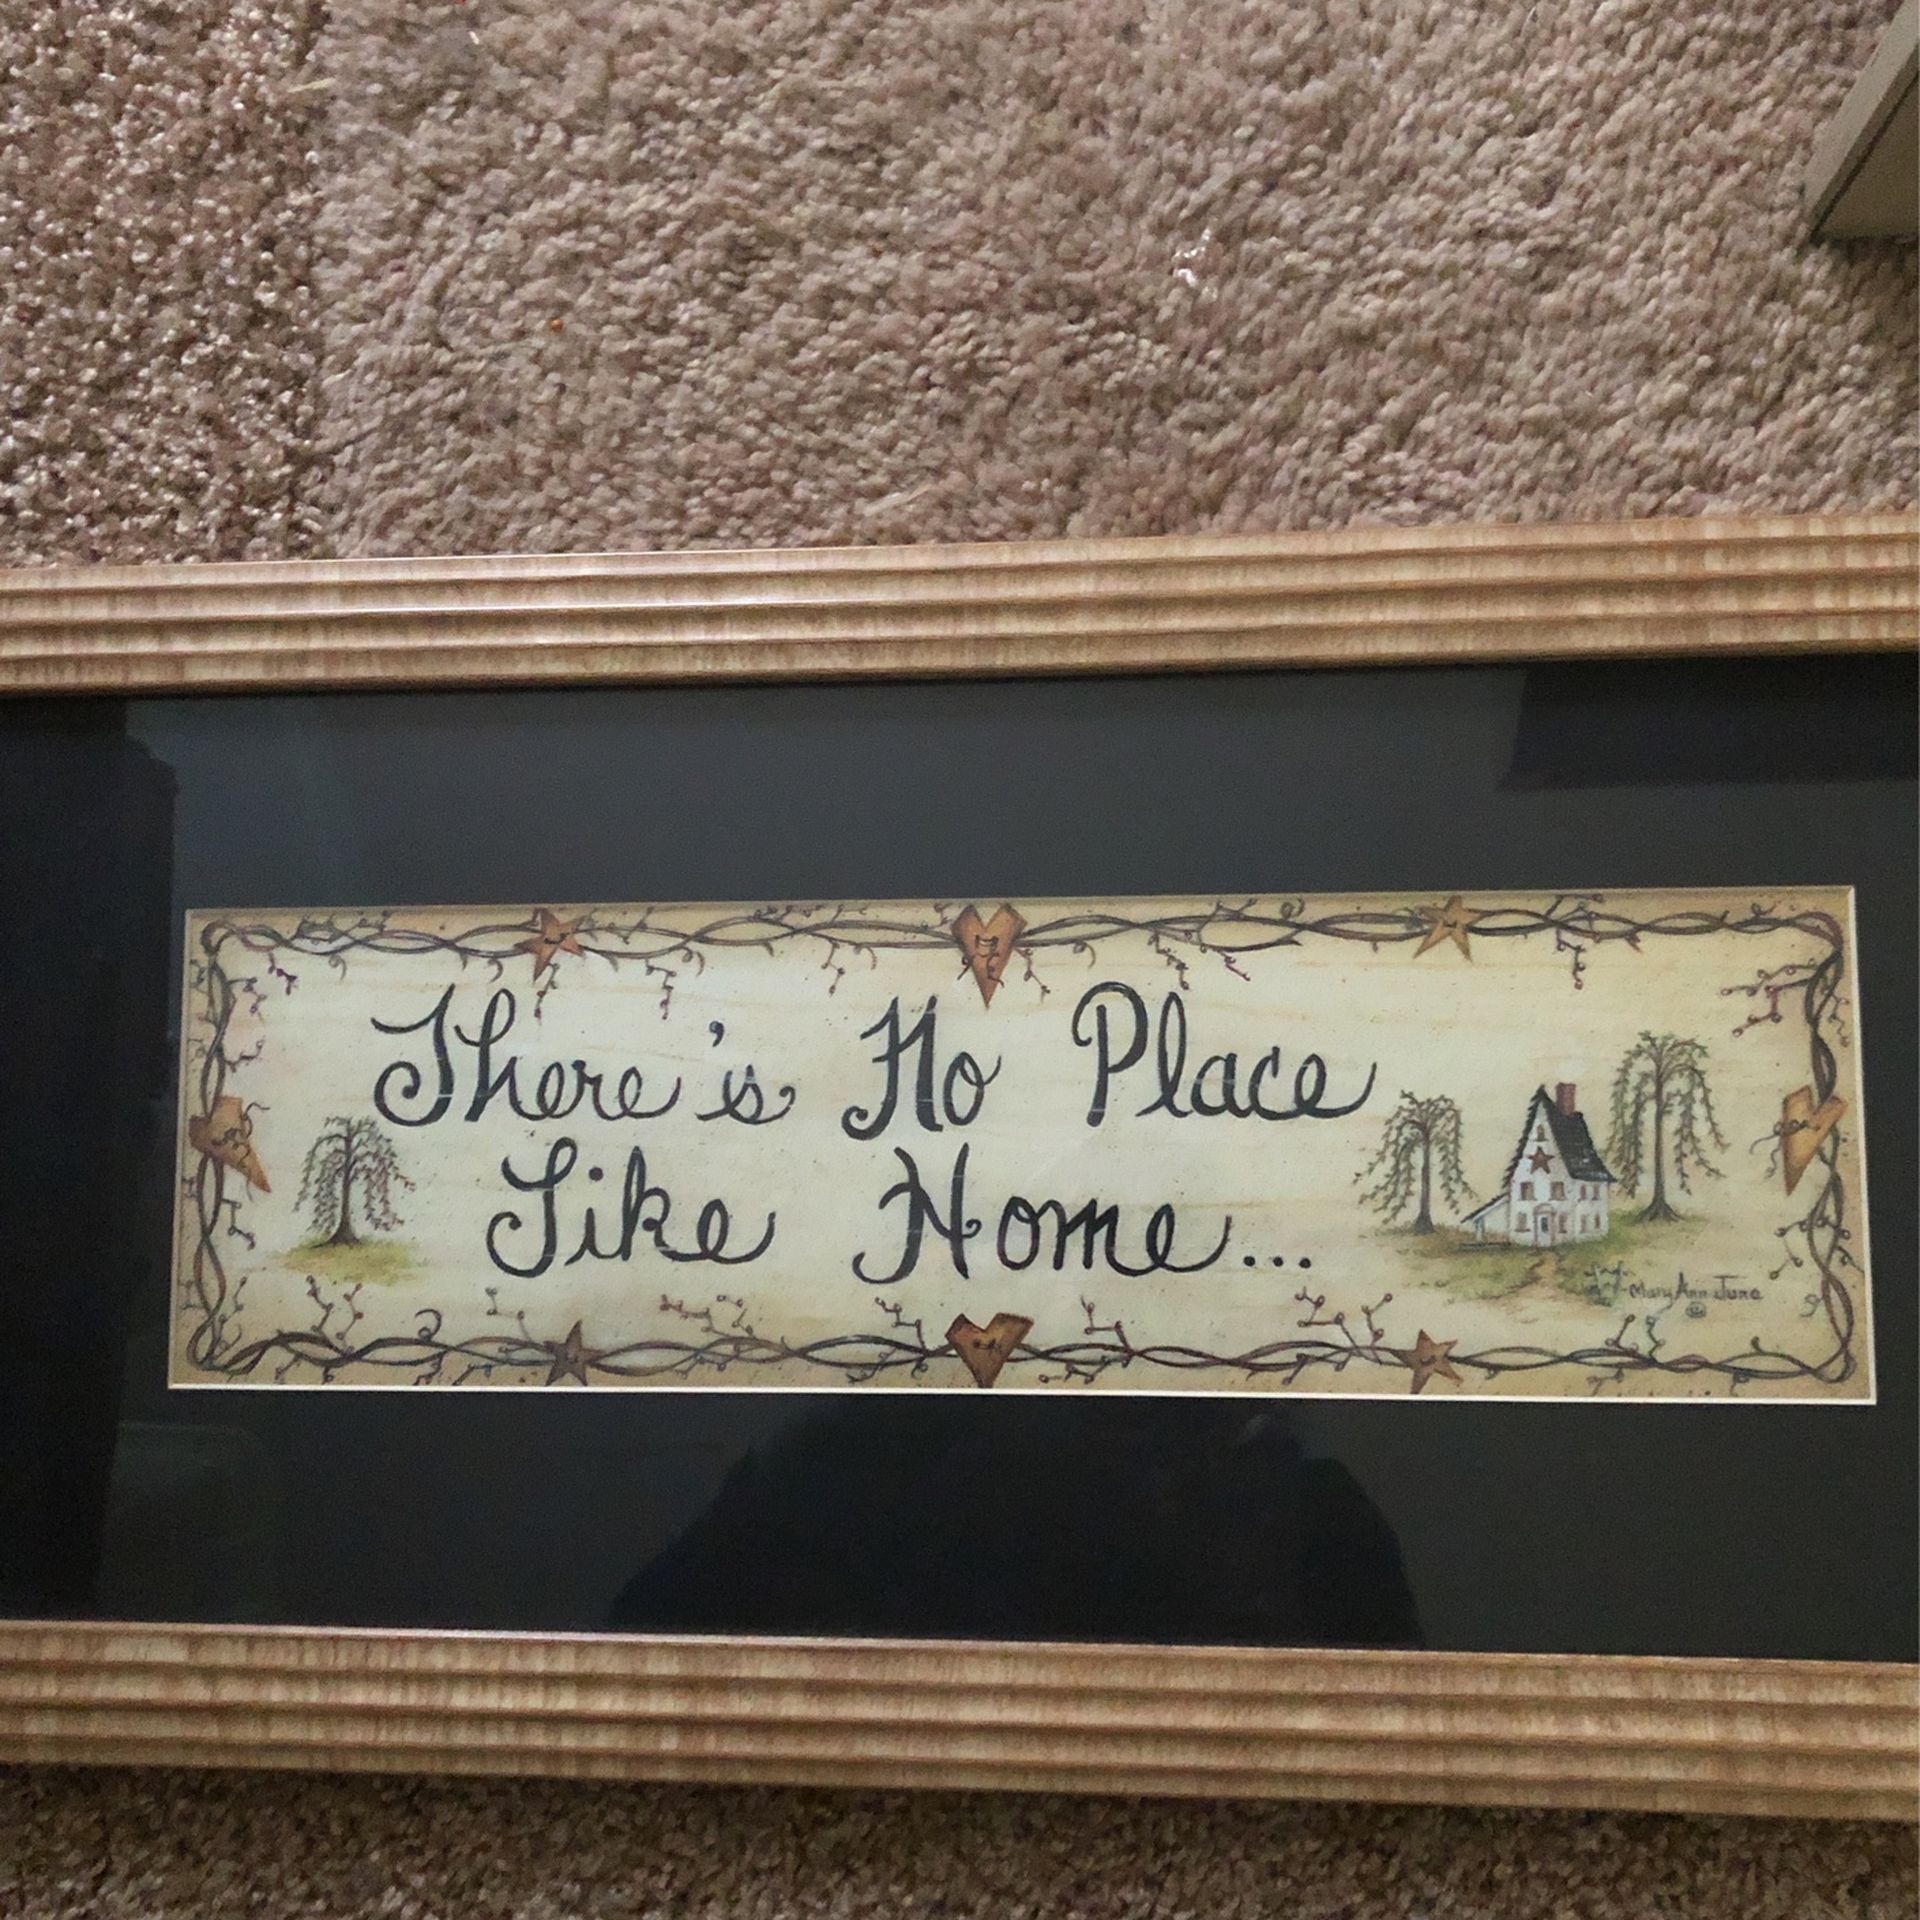 There's No Place
Like Home...
Mary Ann June